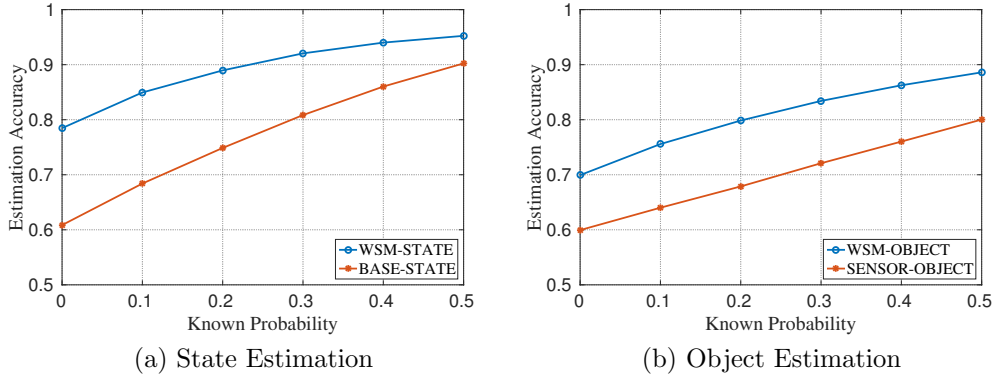 1
0.9
0.8
0.7
0.6
0.5
Estimation Accuracy
WSM-STATE
BASE-STATE
0 0.1 0.2 0.3 0.4 0.5
Known Probability
(a) State Estimation
1
0.9
0.8
0.7
0.6
0.5
Estimation Accuracy
WSM-OBJECT
SENSOR-OBJECT
0 0.1 0.2 0.3 0.4 0.5
Known Probability
(b) Object Estimation